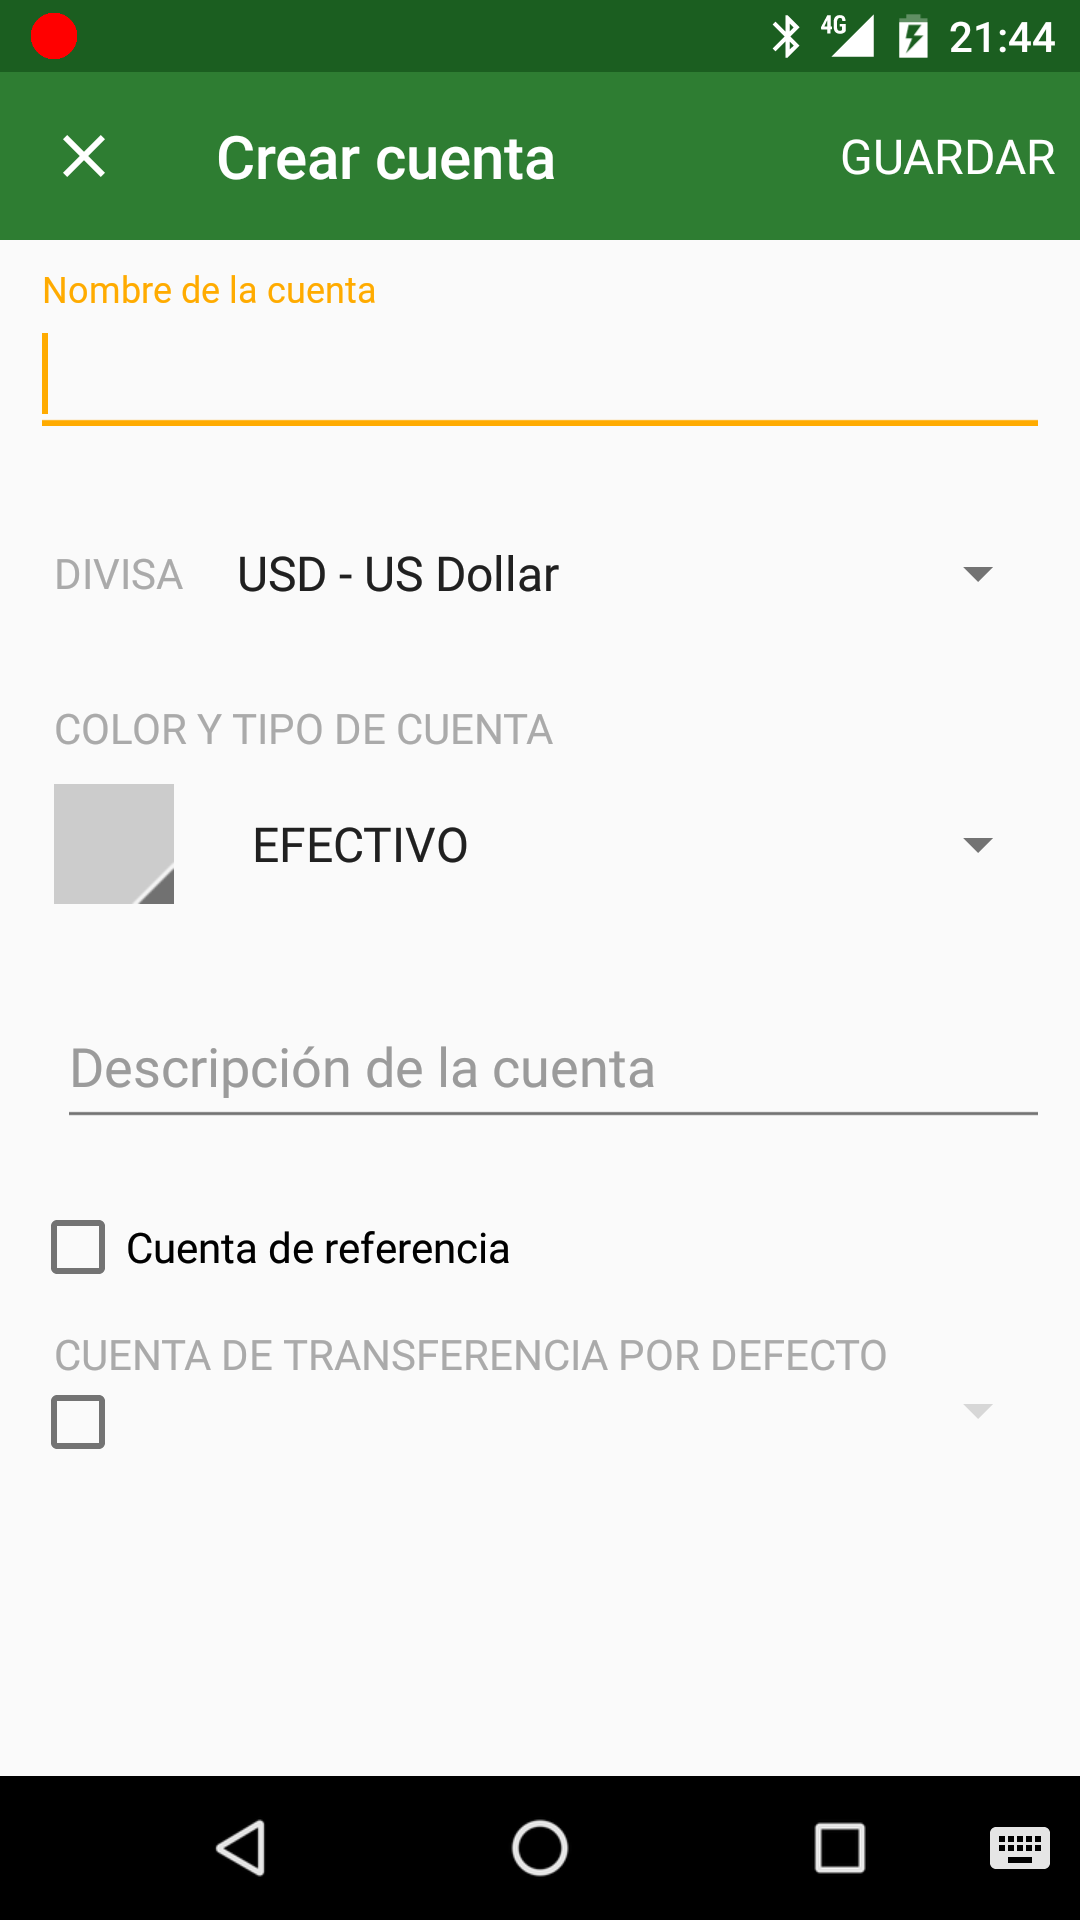 4G 21:44
Crear cuenta GUARDAR
Nombre de la cuenta
DIVISA USD - US Dollar
COLOR Y TIPO DE CUENTA
EFECTIVO
Descripción de la cuenta
Cuenta de referencia
CUENTA DE TRANSFERENCIA POR DEFECTO